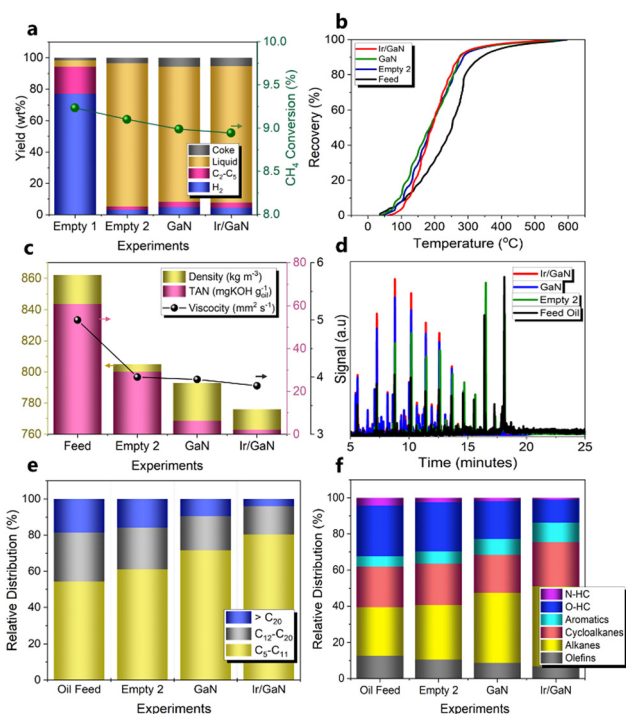 a
100
80
60
40
20
0
Yield (wt%)
10.0
9.5
9.0
8.5
8.0
CH4 Conversion (%)
Coke
Liquid
C2-C5
H2
Empty 1 Empty 2 GaN Ir/GaN
Experiments
b
100
80
60
40
20
0
Recovery (%)
Ir/GaN
GaN
Empty 2
Feed
0 100 200 300 400 500 600
Temperature (°C)
c
860
840
820
800
780
760
Density (kg m-3)
TAN (mgKOH g-1oil)
Viscocity (mm2 s-1)
80
60
40
20
0
6
5
4
3
Feed Empty 2 GaN Ir/GaN
Experiments
d
Signal (a.u)
Ir/GaN
GaN
Empty 2
Feed Oil
5 10 15 20 25
Time (minutes)
e
100
80
60
40
20
0
Relative Distribution (%)
> C20
C12-C20
C5-C11
Oil Feed Empty 2 GaN Ir/GaN
Experiments
f
100
80
60
40
20
0
Relative Distribution (%)
N-HC
O-HC
Aromatics
Cycloalkanes
Alkanes
Olefins
Oil Feed Empty 2 GaN Ir/GaN
Experiments